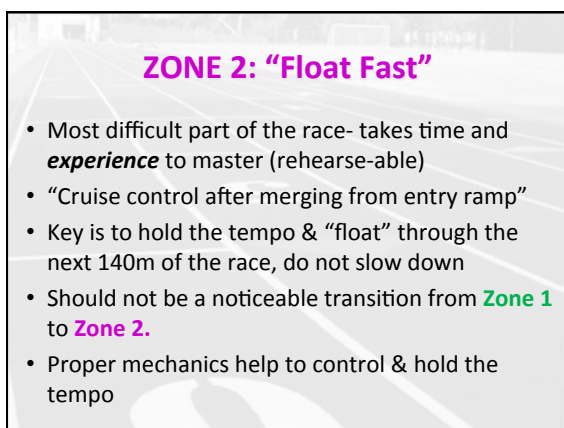 ZONE 2: “Float Fast”
• Most difficult part of the race- takes time and
experience to master (rehearse-able)
• “Cruise control after merging from entry ramp”
• Key is to hold the tempo & “float” through the
next 140m of the race, do not slow down
• Should not be a noticeable transition from Zone 1
to Zone 2.
• Proper mechanics help to control & hold the
tempo